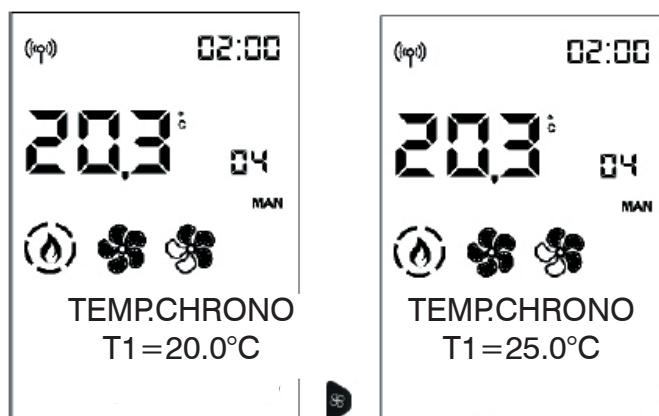 02:00
20,3 °c
04
MAN
TEMP.CHRONO
T1=20.0°C
02:00
20,3 °c
04
MAN
TEMP.CHRONO
T1=25.0°C